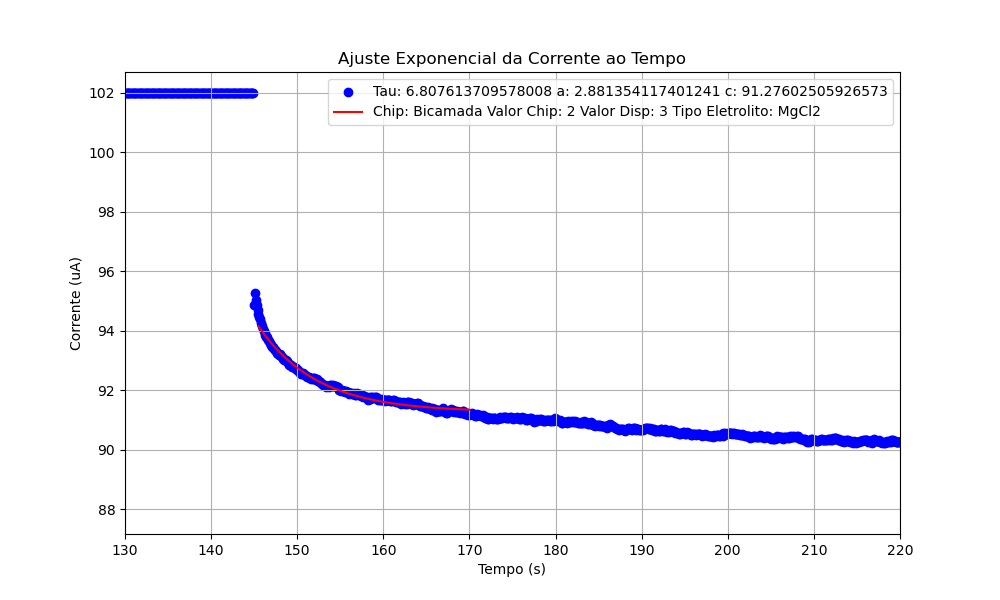 Ajuste Exponencial da Corrente ao Tempo
Tau: 6.807613709578008 a: 2.881354117401241 c: 91.27602505926573
Chip: Bicamada Valor Chip: 2 Valor Disp: 3 Tipo Eletrolito: MgCl2
Corrente (uA)
102
100
98
96
94
92
90
88
130 140 150 160 170 180 190 200 210 220
Tempo (s)